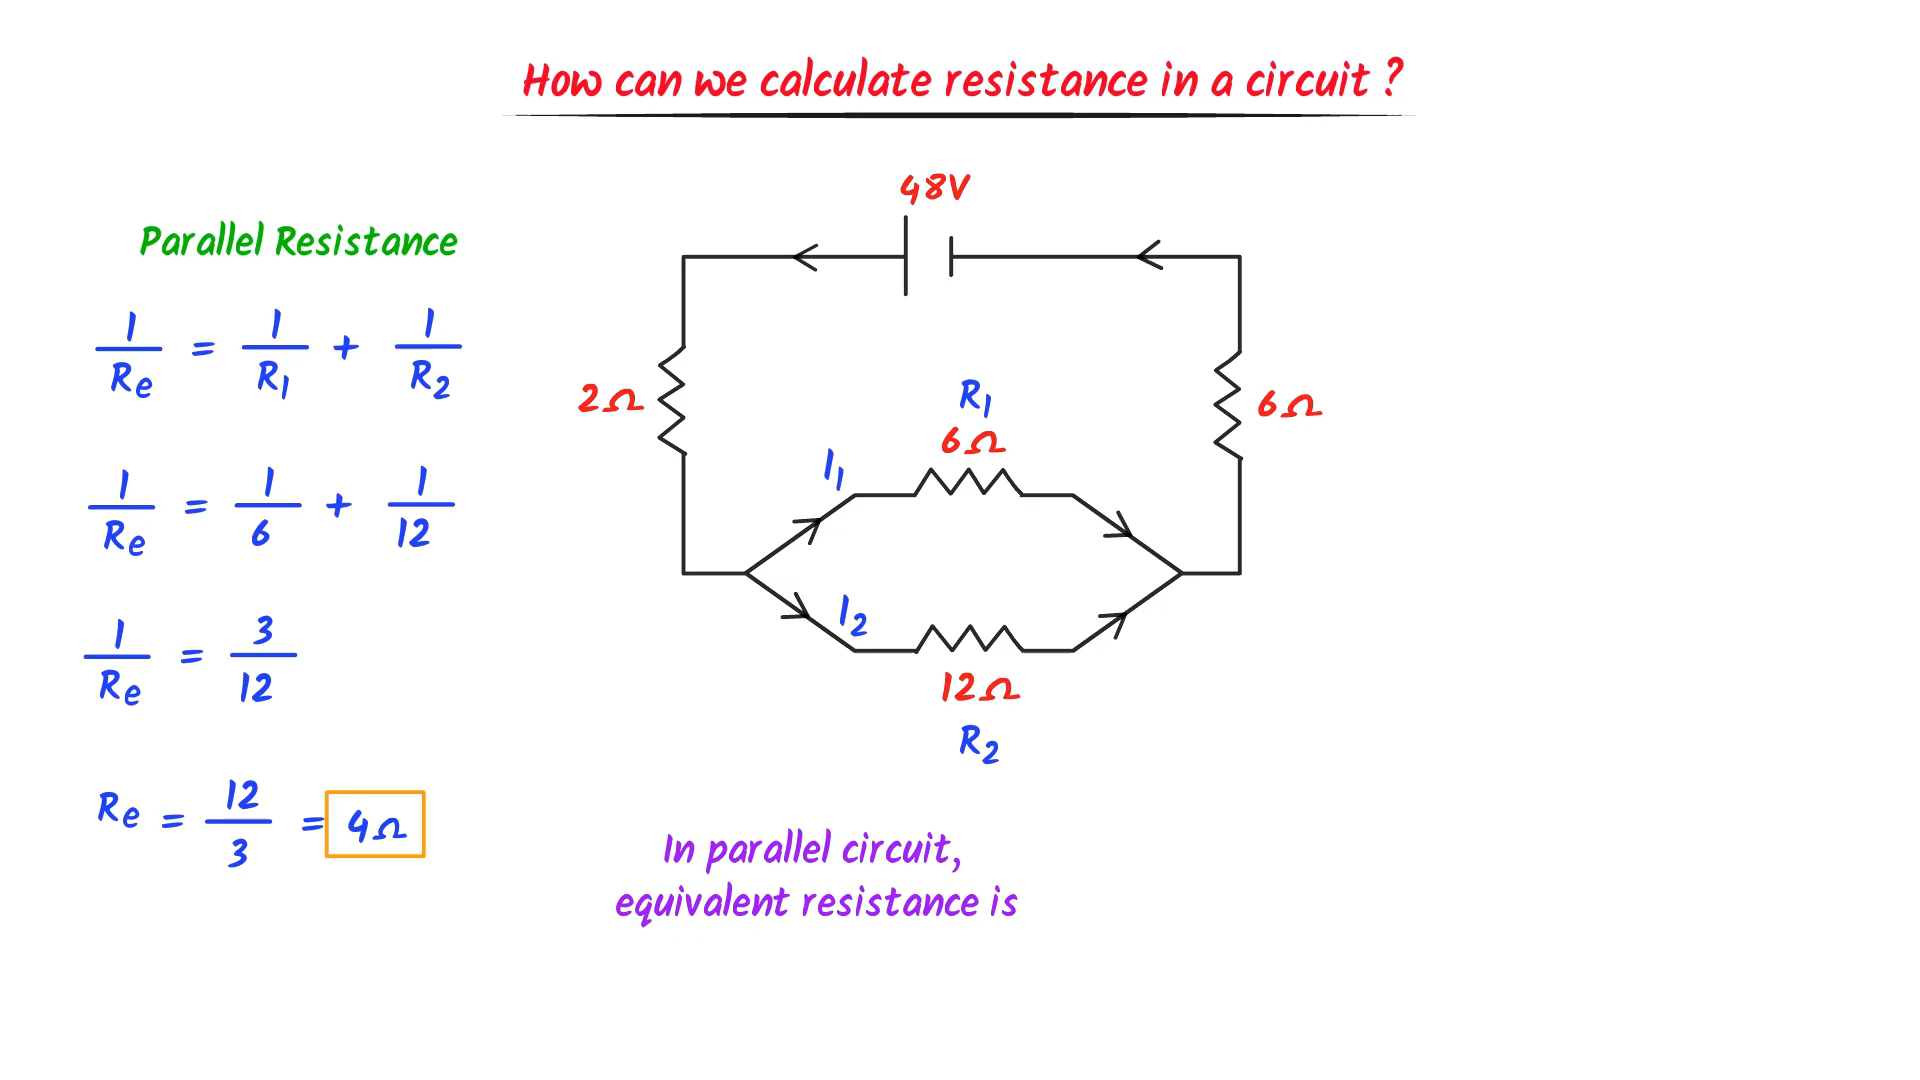 How can we calculate resistance in a circuit ?
48V
Parallel Resistance
1/Re = 1/R1 + 1/R2
2Ω
R1
6Ω
6Ω
I1
1/Re = 1/6 + 1/12
I2
1/Re = 3/12
12Ω
R2
Re = 12/3 = 4Ω
In parallel circuit,
equivalent resistance is